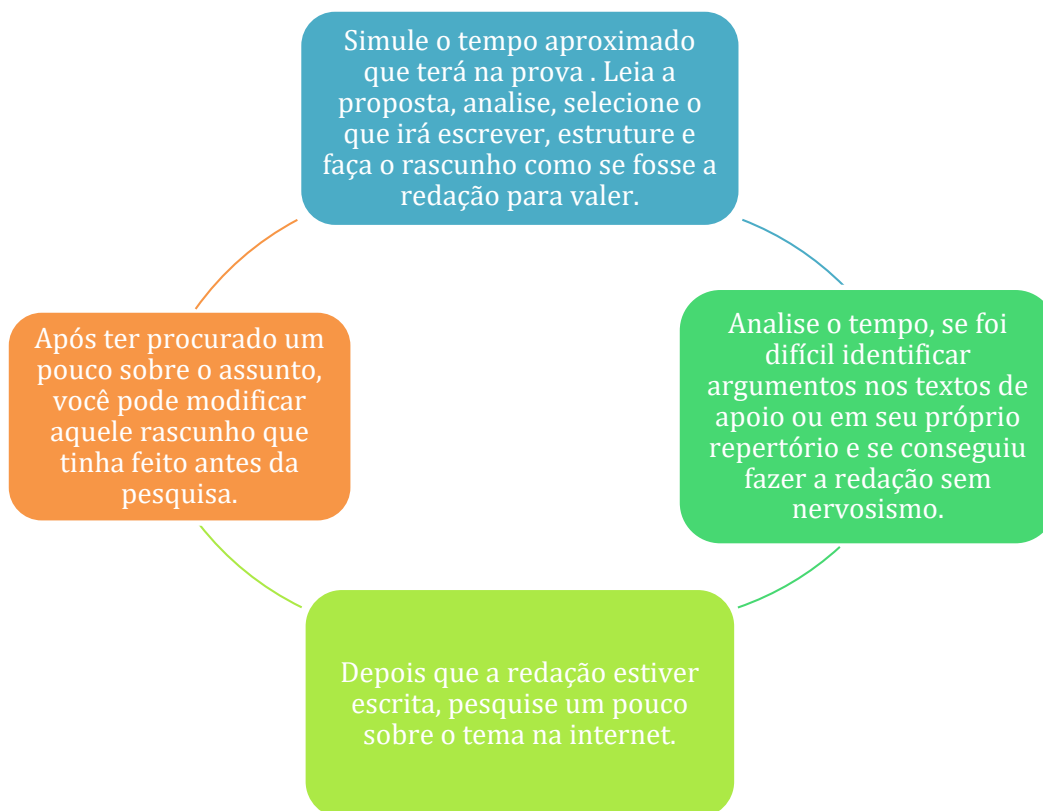 Simule o tempo aproximado
que terá na prova . Leia a
proposta, analise, selecione o
que irá escrever, estruture e
faça o rascunho como se fosse a
redação para valer.
Analise o tempo, se foi
difícil identificar
argumentos nos textos de
apoio ou em seu próprio
repertório e se conseguiu
fazer a redação sem
nervosismo.
Depois que a redação estiver
escrita, pesquise um pouco
sobre o tema na internet.
Após ter procurado um
pouco sobre o assunto,
você pode modificar
aquele rascunho que
tinha feito antes da
pesquisa.